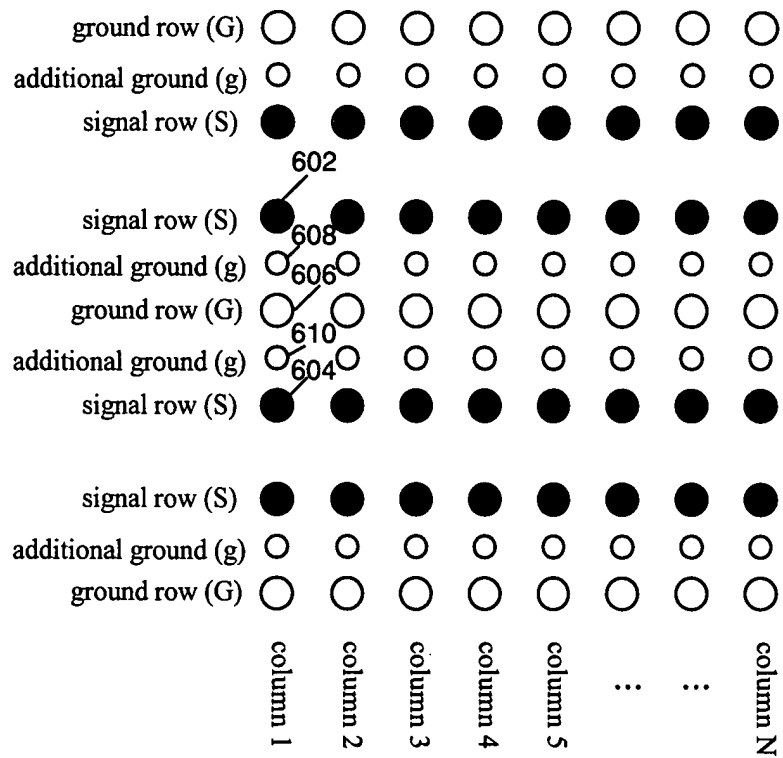 ground row (G)
additional ground (g)
signal row (S)
602
signal row (S)
608
additional ground (g)
606
ground row (G)
610
additional ground (g)
604
signal row (S)
signal row (S)
additional ground (g)
ground row (G)
column 1
column 2
column 3
column 4
column 5
...
...
column N